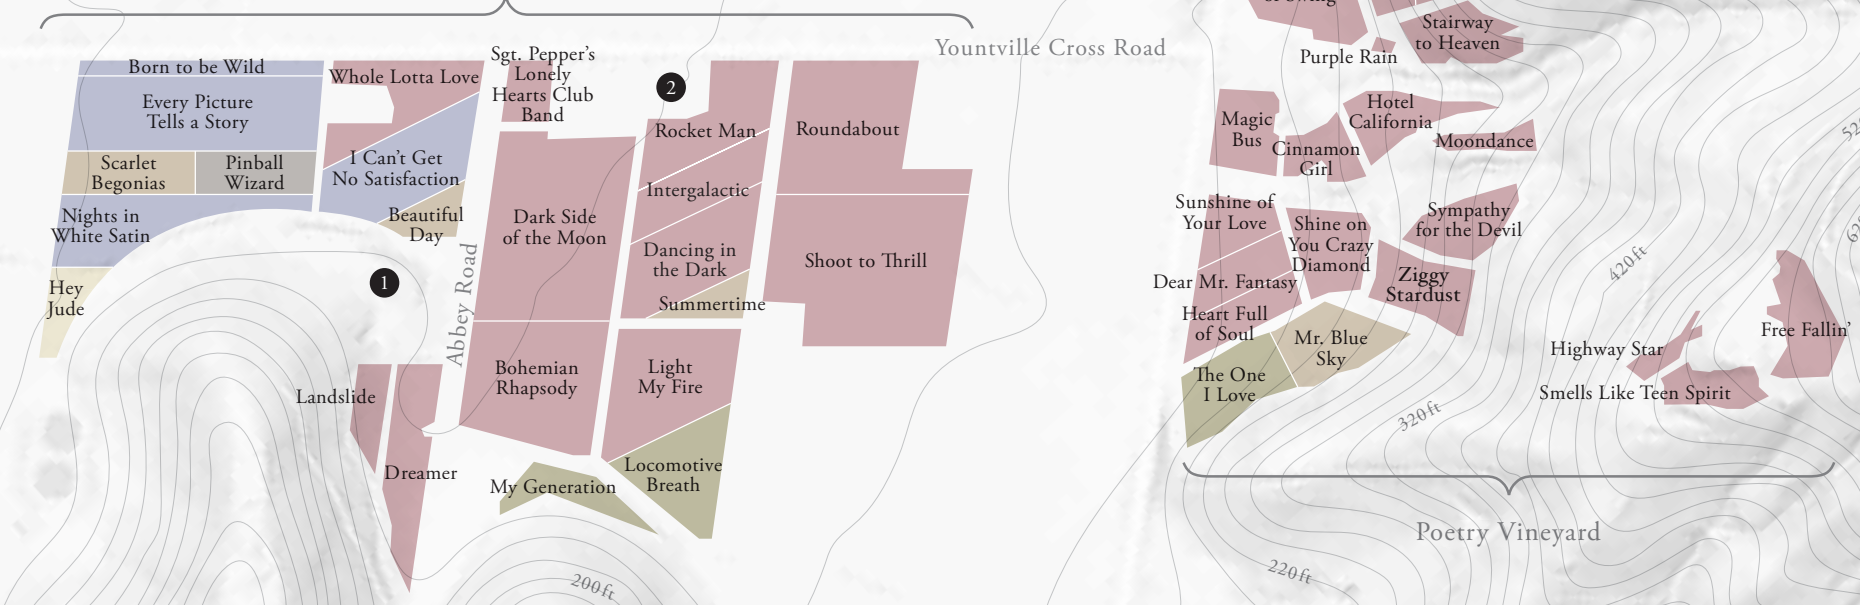 of Swing
Stairway
to Heaven
Purple Rain
Yountville Cross Road
Born to be Wild
Every Picture
Tells a Story
Scarlet
Begonias
Pinball
Wizard
Nights in
White Satin
Hey
Jude
Whole Lotta Love
I Can't Get
No Satisfaction
Beautiful
Day
1
Abbey Road
Landslide
Dreamer
Sgt. Pepper's
Lonely
Hearts Club
Band
Dark Side
of the Moon
Bohemian
Rhapsody
My Generation
2
Rocket Man
Intergalactic
Dancing in
the Dark
Summertime
Light
My Fire
Locomotive
Breath
Roundabout
Shoot to Thrill
200ft
Magic
Bus
Cinnamon
Girl
Hotel
California
Moondance
Sunshine of
Your Love
Shine on
You Crazy
Diamond
Sympathy
for the Devil
Dear Mr. Fantasy
Ziggy
Stardust
Heart Full
of Soul
Mr. Blue
Sky
The One
I Love
Highway Star
Smells Like Teen Spirit
Free Fallin'
420ft
320ft
220ft
Poetry Vineyard